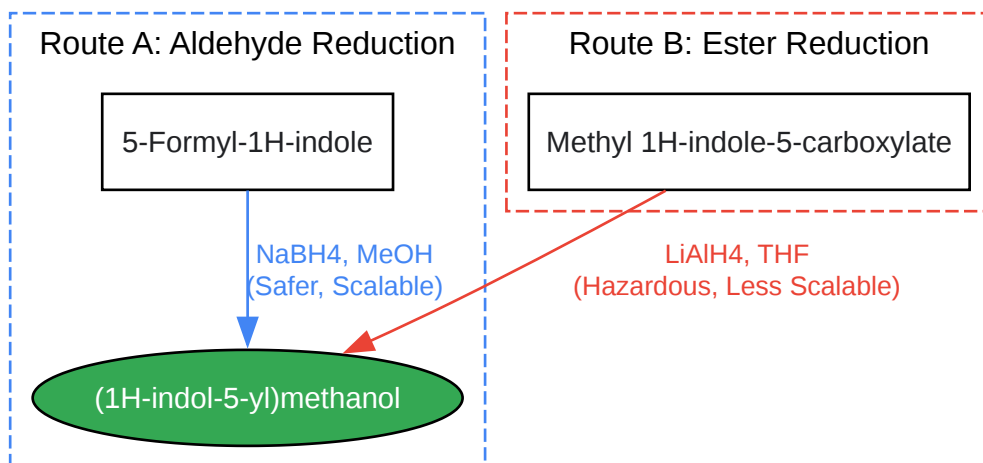 Route A: Aldehyde Reduction
5-Formyl-1H-indole
NaBH4, MeOH
(Safer, Scalable)
Route B: Ester Reduction
Methyl 1H-indole-5-carboxylate
LiAlH4, THF
(Hazardous, Less Scalable)
(1H-indol-5-yl)methanol